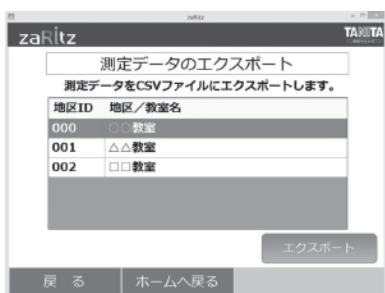 zaRitz
zaRitz
TANITA
測定データのエクスポート
測定データをCSVファイルにエクスポートします。
地区ID 地区／教室名
000 ○○教室
001 △△教室
002 □□教室
エクスポート
戻 る ホームへ戻る